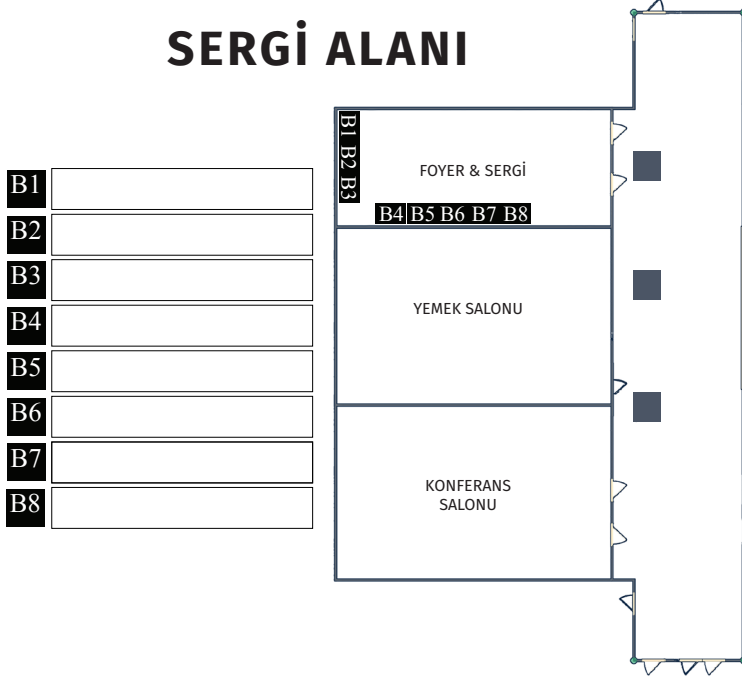 SERGİ ALANI
B1
B2
B3
B4
B5
B6
B7
B8
B1 B2 B3
FOYER & SERGİ
B4 B5 B6 B7 B8
YEMEK SALONU
KONFERANS
SALONU